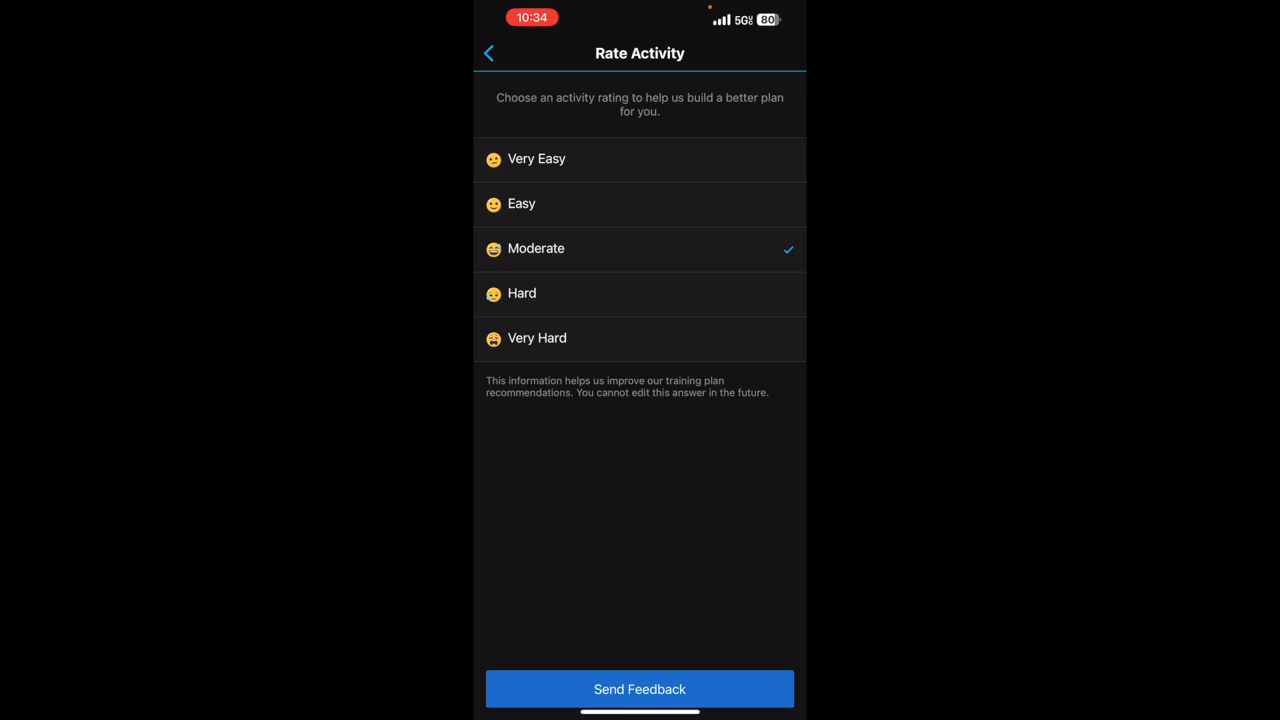 10:34
5G
80
Rate Activity
Choose an activity rating to help us build a better plan
for you.
Very Easy
Easy
Moderate
Hard
Very Hard
This information helps us improve our training plan
recommendations. You cannot edit this answer in the future.
Send Feedback